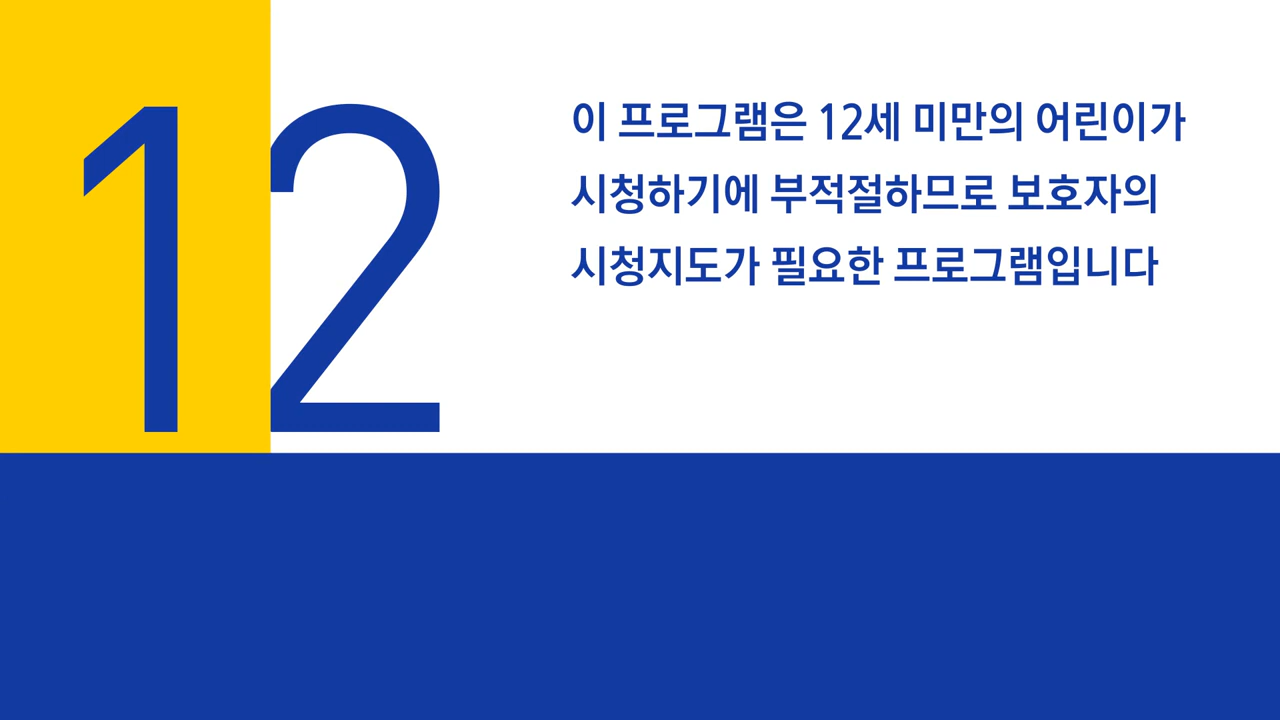 12
이 프로그램은 12세 미만의 어린이가
시청하기에 부적절하므로 보호자의
시청지도가 필요한 프로그램입니다